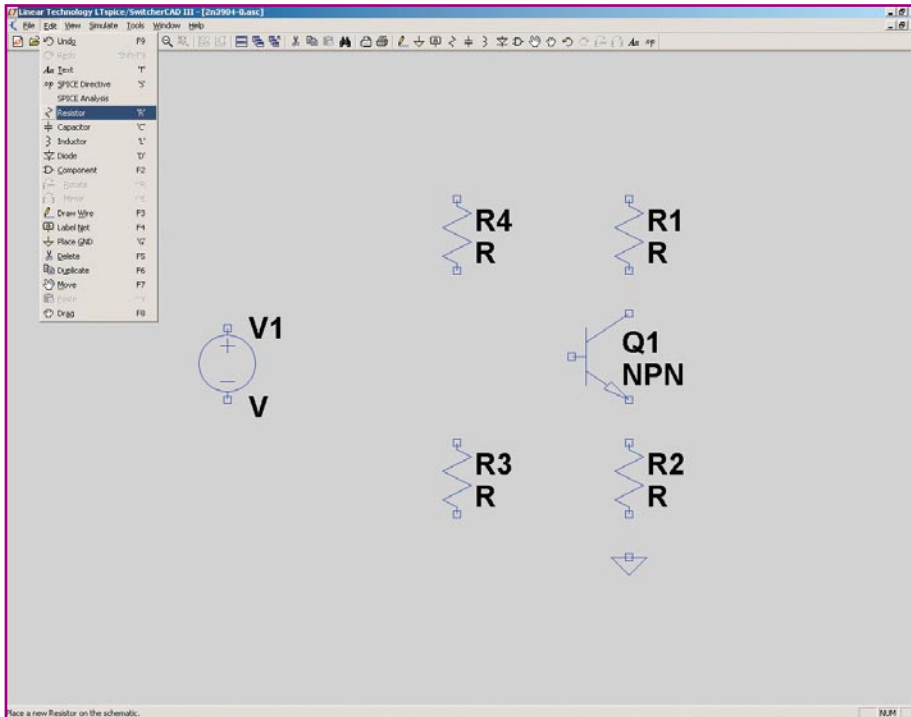 Linear Technology LTspice/SwitcherCAD III - [2n3904-0.asc]
File Edit View Simulate Tools Window Help
Undo F9
Redo Shift+F9
Text 'T'
SPICE Directive 'S'
SPICE Analysis
Resistor 'R'
Capacitor 'C'
Inductor 'L'
Diode 'D'
Component F2
Rotate ^R
Mirror ^E
Draw Wire F3
Label Net F4
Place GND 'G'
Delete F5
Duplicate F6
Move F7
Paste ^V
Drag F8
R4
R
R1
R
V1
V
Q1
NPN
R3
R
R2
R
Place a new Resistor on the schematic.
NUM